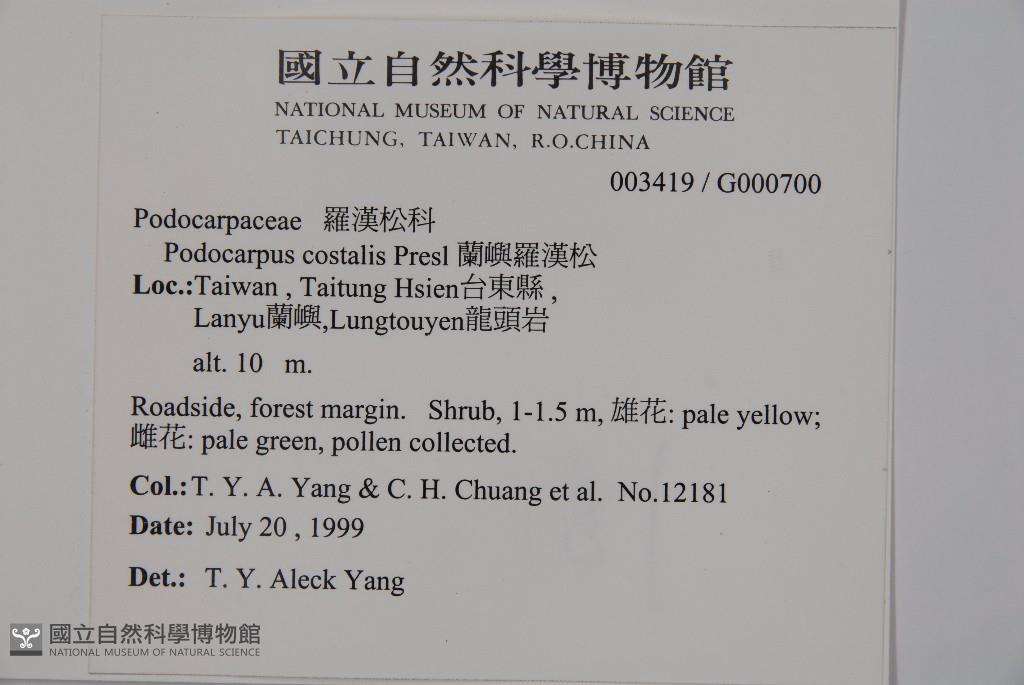 國立自然科學博物館
NATIONAL MUSEUM OF NATURAL SCIENCE
TAICHUNG, TAIWAN, R.O.CHINA
003419 / G000700
Podocarpaceae 羅漢松科
Podocarpus costalis Presl 蘭嶼羅漢松
Loc.:Taiwan , Taitung Hsien台東縣 ,
Lanyu蘭嶼,Lungtouyen龍頭岩
alt. 10 m.
Roadside, forest margin. Shrub, 1-1.5 m, 雄花: pale yellow;
雌花: pale green, pollen collected.
Col.:T. Y. A. Yang & C. H. Chuang et al. No.12181
Date: July 20 , 1999
Det.: T. Y. Aleck Yang
國立自然科學博物館
NATIONAL MUSEUM OF NATURAL SCIENCE